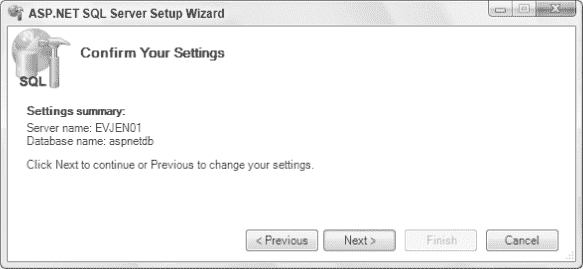 ASP.NET SQL Server Setup Wizard
Confirm Your Settings
SQL
Settings summary:
Server name: EVJEN01
Database name: aspnetdb
Click Next to continue or Previous to change your settings.
< Previous
Next >
Finish
Cancel